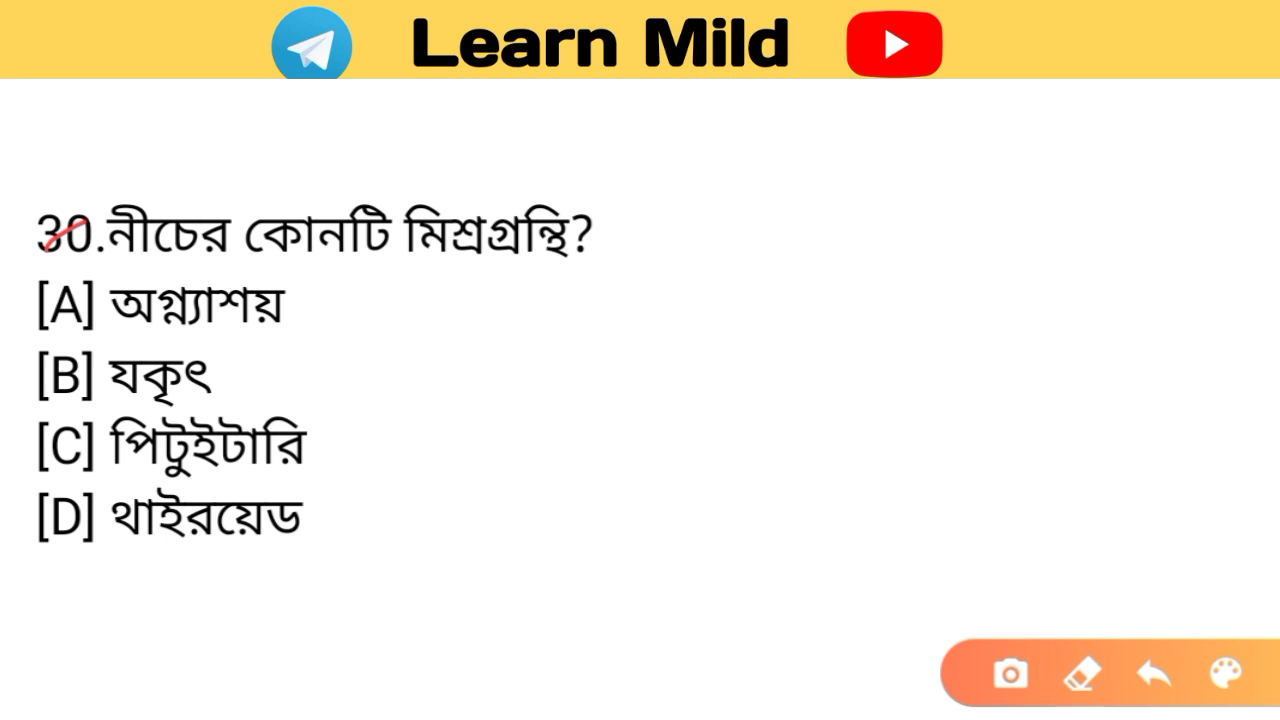 Learn Mild
30.নীচের কোনটি মিশ্রগ্রন্থি?
[A] অগ্ন্যাশয়
[B] যকৃৎ
[C] পিটুইটারি
[D] থাইরয়েড